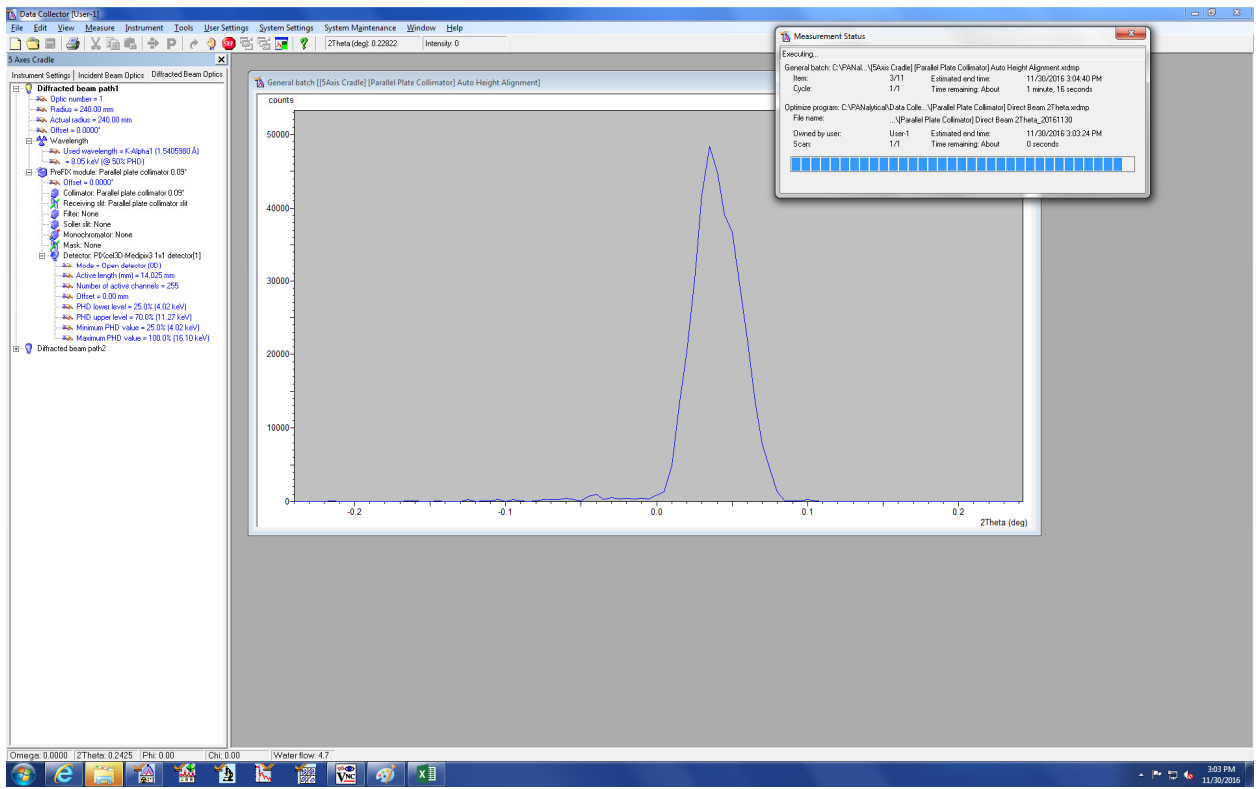 Data Collector [User-1]
File Edit View Measure Instrument Tools User Settings System Settings System Maintenance Window Help
2Theta (deg): 0.22822 Intensity: 0
5 Axes Cradle
Instrument Settings Incident Beam Optics Diffracted Beam Optics
Diffracted beam path1
Optic number = 1
Radius = 240.00 mm
Actual radius = 240.00 mm
Offset = 0.0000°
Wavelength
Used wavelength = K-Alpha1 (1.5405980 Å)
= 8.05 keV (@ 50% PHD)
PreFIX module: Parallel plate collimator 0.09°
Offset = 0.0000°
Collimator: Parallel plate collimator 0.09°
Receiving slit: Parallel plate collimator slit
Filter: None
Soller slit: None
Monochromator: None
Mask: None
Detector: PIXcel3D-Medipix3 1x1 detector[1]
Mode = Open detector (0D)
Active length (mm) = 14.025 mm
Number of active channels = 255
Offset = 0.00 mm
PHD lower level = 25.0% (4.02 keV)
PHD upper level = 70.0% (11.27 keV)
Minimum PHD value = 25.0% (4.02 keV)
Maximum PHD value = 100.0% (16.10 keV)
Diffracted beam path2
General batch [[5Axis Cradle] [Parallel Plate Collimator] Auto Height Alignment]
counts
50000
40000
30000
20000
10000
0
-0.2 -0.1 0.0 0.1 0.2
2Theta (deg)
Measurement Status
Executing...
General batch: C:\PANal...\[5Axis Cradle] [Parallel Plate Collimator] Auto Height Alignment.xrdmp
Item: 3/11 Estimated end time: 11/30/2016 3:04:40 PM
Cycle: 1/1 Time remaining: About 1 minute, 16 seconds
Optimize program: C:\PANalytical\Data Colle...\[Parallel Plate Collimator] Direct Beam 2Theta.xrdmp
File name: ...\[Parallel Plate Collimator] Direct Beam 2Theta_20161130
Owned by user: User-1 Estimated end time: 11/30/2016 3:03:24 PM
Scan: 1/1 Time remaining: About 0 seconds
Omega: 0.0000 2Theta: 0.2425 Phi: 0.00 Chi: 0.00 Water flow: 4.7
VNC
3:03 PM
11/30/2016